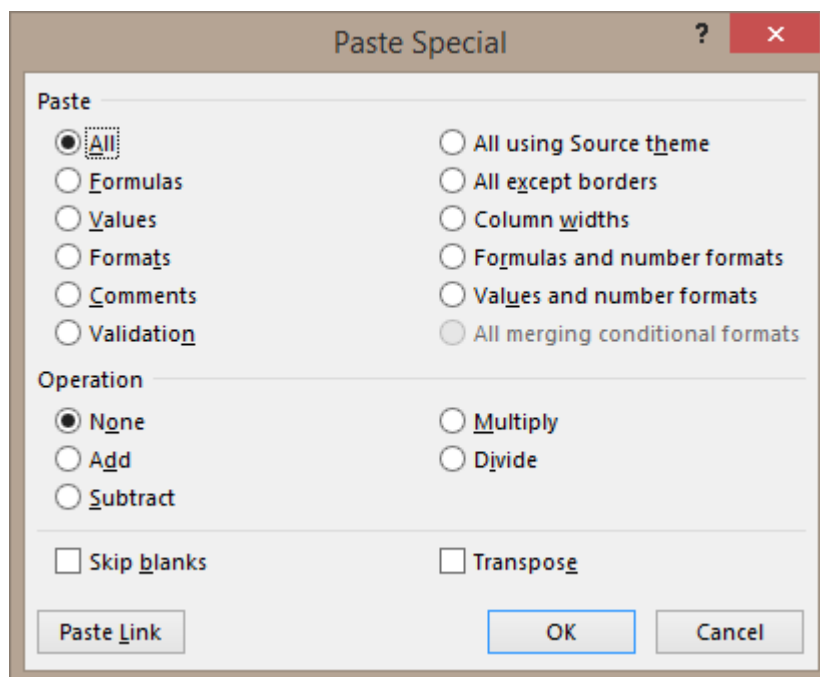 Paste Special ? ×
Paste
All
All using Source theme
Formulas
All except borders
Values
Column widths
Formats
Formulas and number formats
Comments
Values and number formats
Validation
All merging conditional formats
Operation
None
Multiply
Add
Divide
Subtract
Skip blanks
Transpose
Paste Link
OK
Cancel